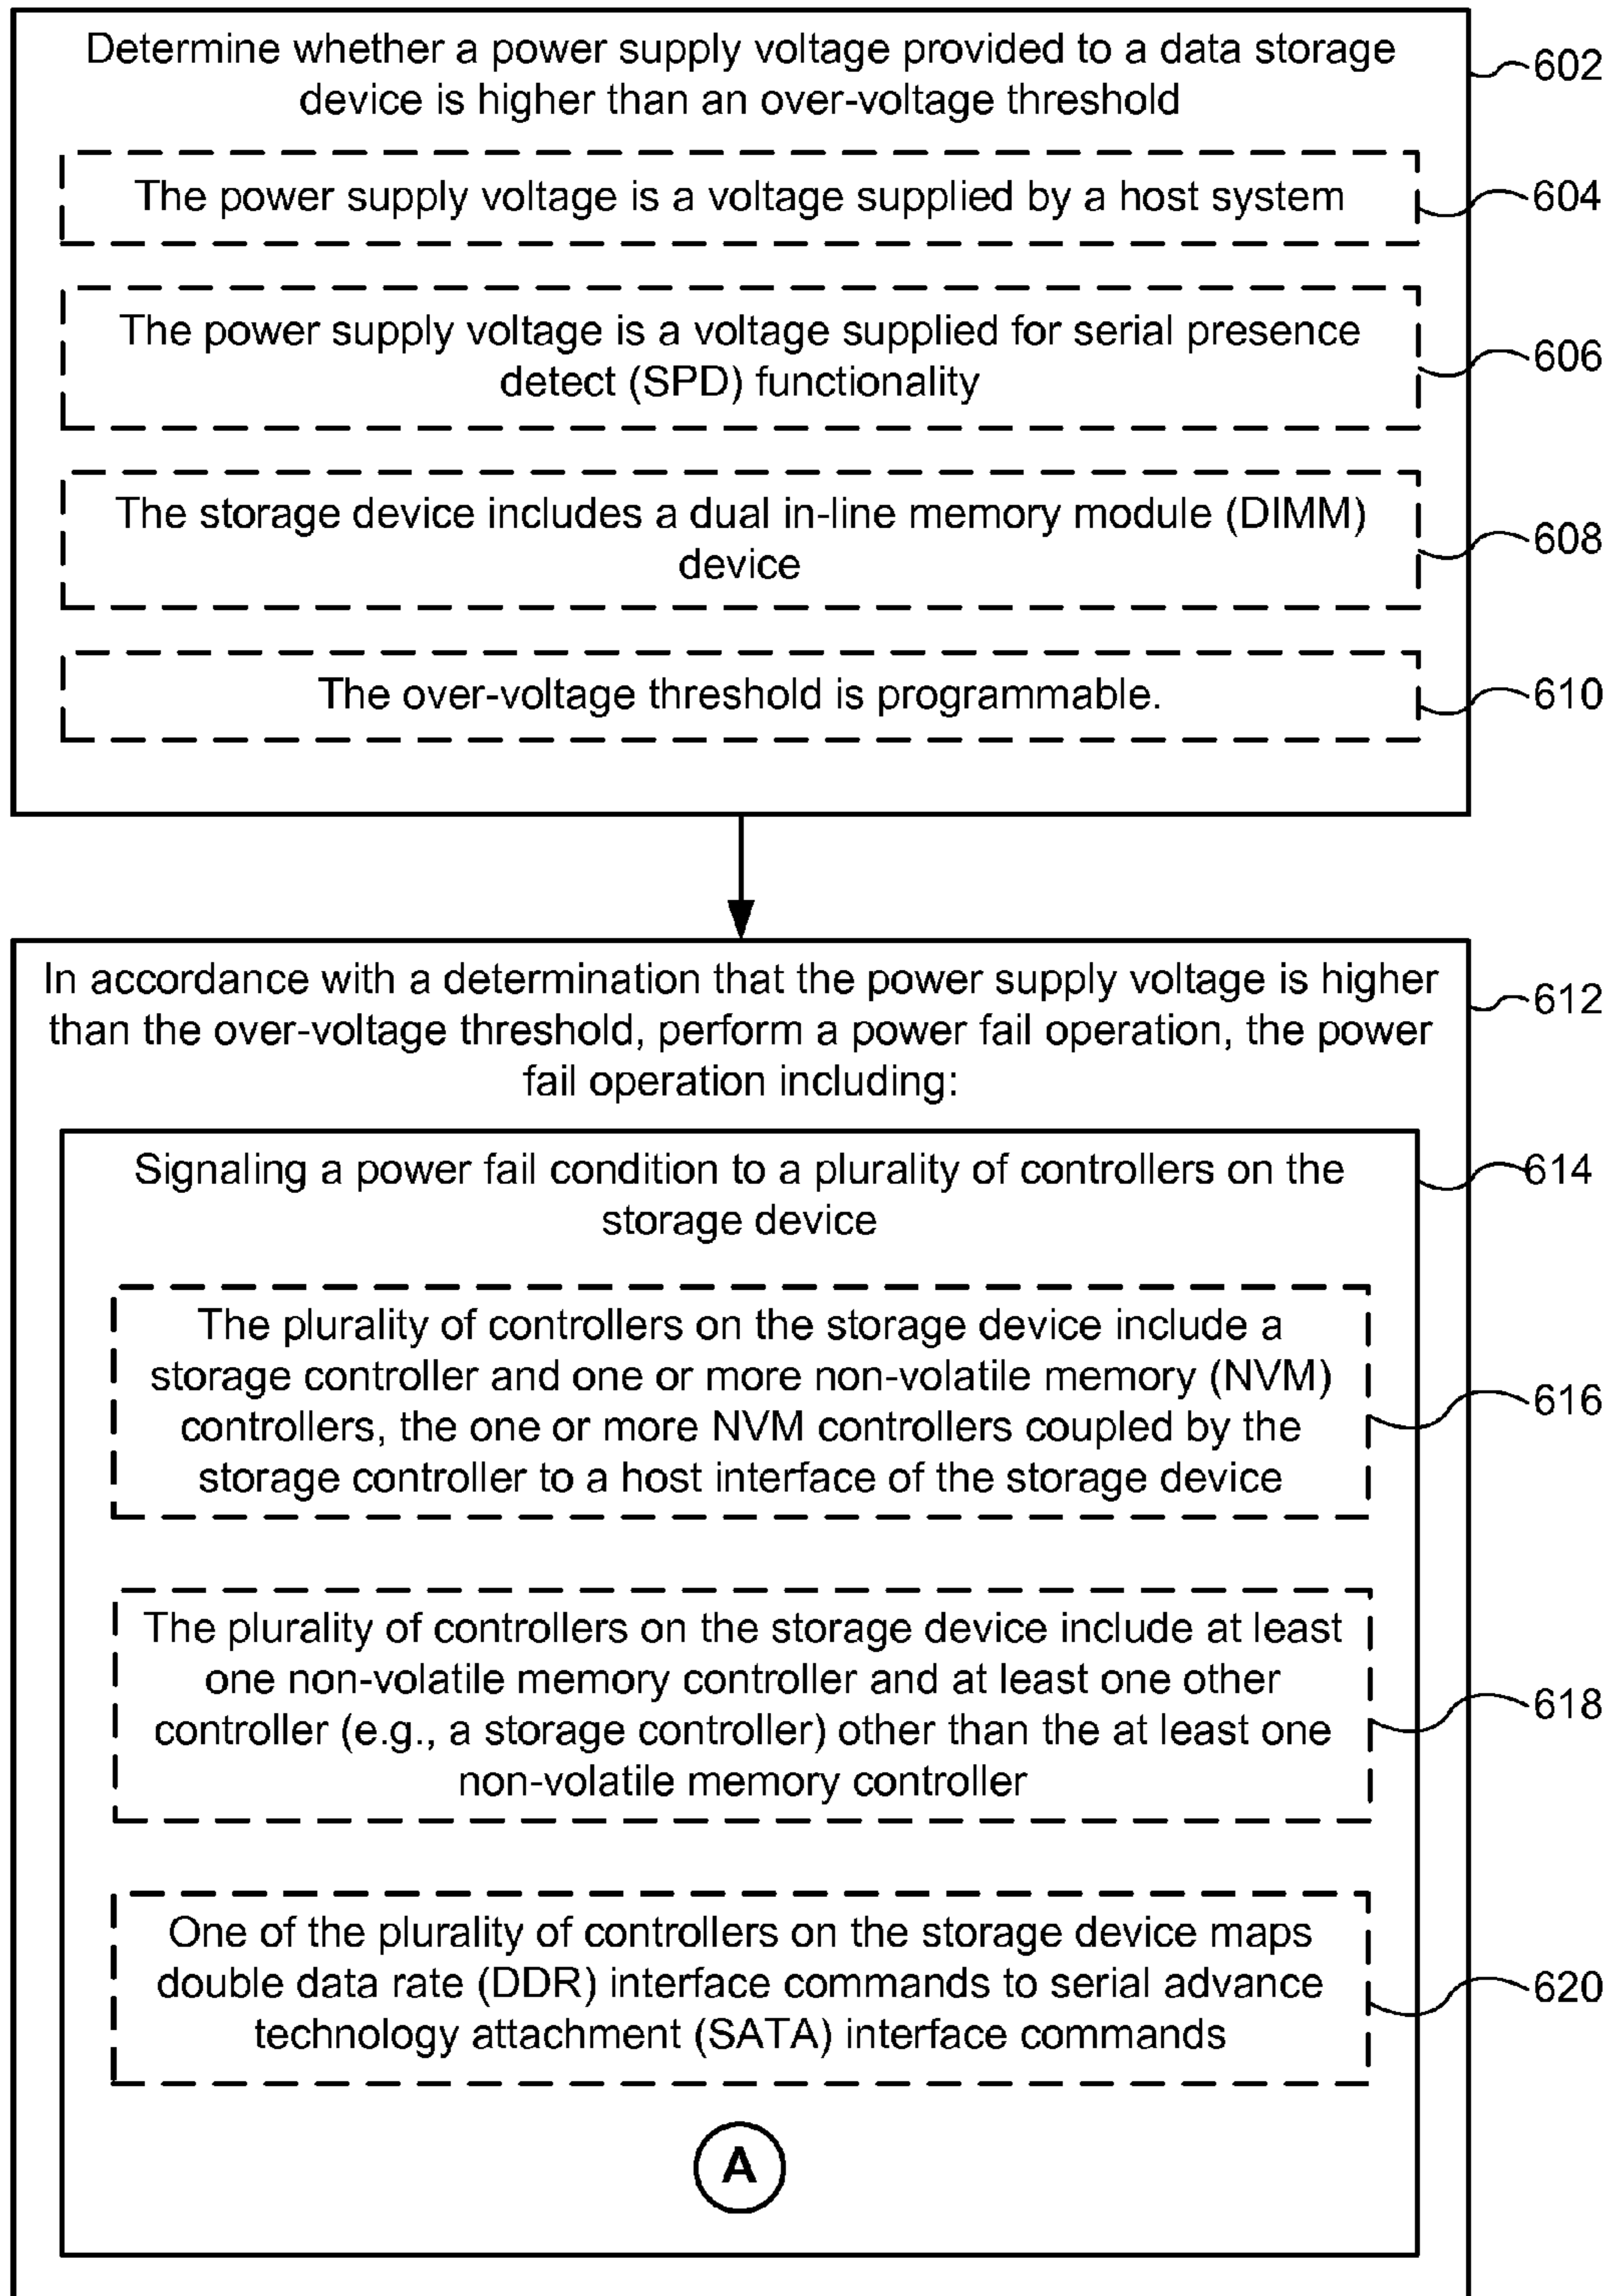 Determine whether a power supply voltage provided to a data storage
device is higher than an over-voltage threshold
602
The power supply voltage is a voltage supplied by a host system
604
The power supply voltage is a voltage supplied for serial presence
detect (SPD) functionality
606
The storage device includes a dual in-line memory module (DIMM)
device
608
The over-voltage threshold is programmable.
610
In accordance with a determination that the power supply voltage is higher
than the over-voltage threshold, perform a power fail operation, the power
fail operation including:
612
Signaling a power fail condition to a plurality of controllers on the
storage device
614
The plurality of controllers on the storage device include a
storage controller and one or more non-volatile memory (NVM)
controllers, the one or more NVM controllers coupled by the
storage controller to a host interface of the storage device
616
The plurality of controllers on the storage device include at least
one non-volatile memory controller and at least one other
controller (e.g., a storage controller) other than the at least one
non-volatile memory controller
618
One of the plurality of controllers on the storage device maps
double data rate (DDR) interface commands to serial advance
technology attachment (SATA) interface commands
620
A